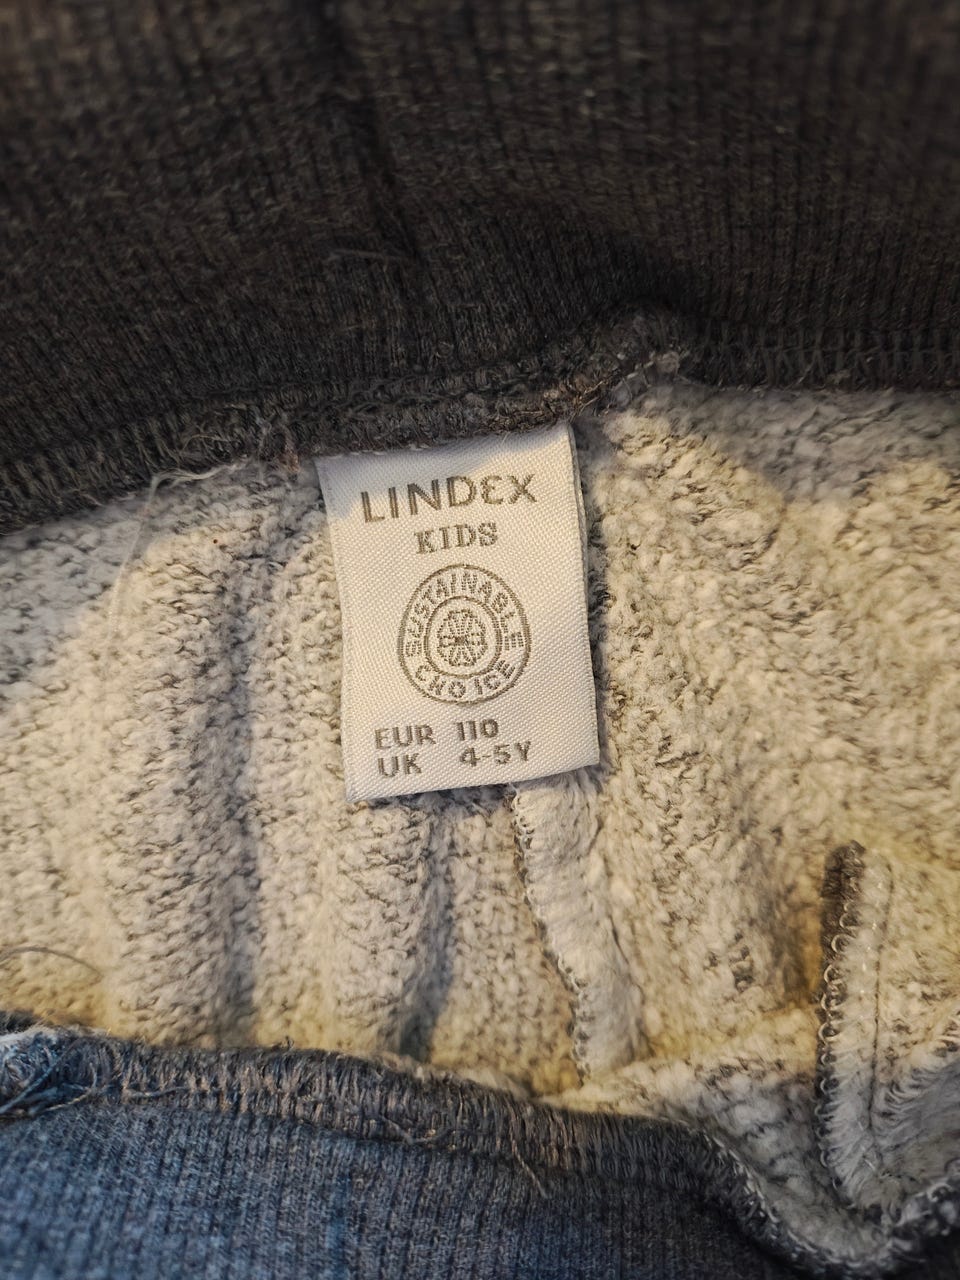 LINDEX
KIDS
SUSTAINABLE
CHOICE
EUR 110
UK 4-5Y